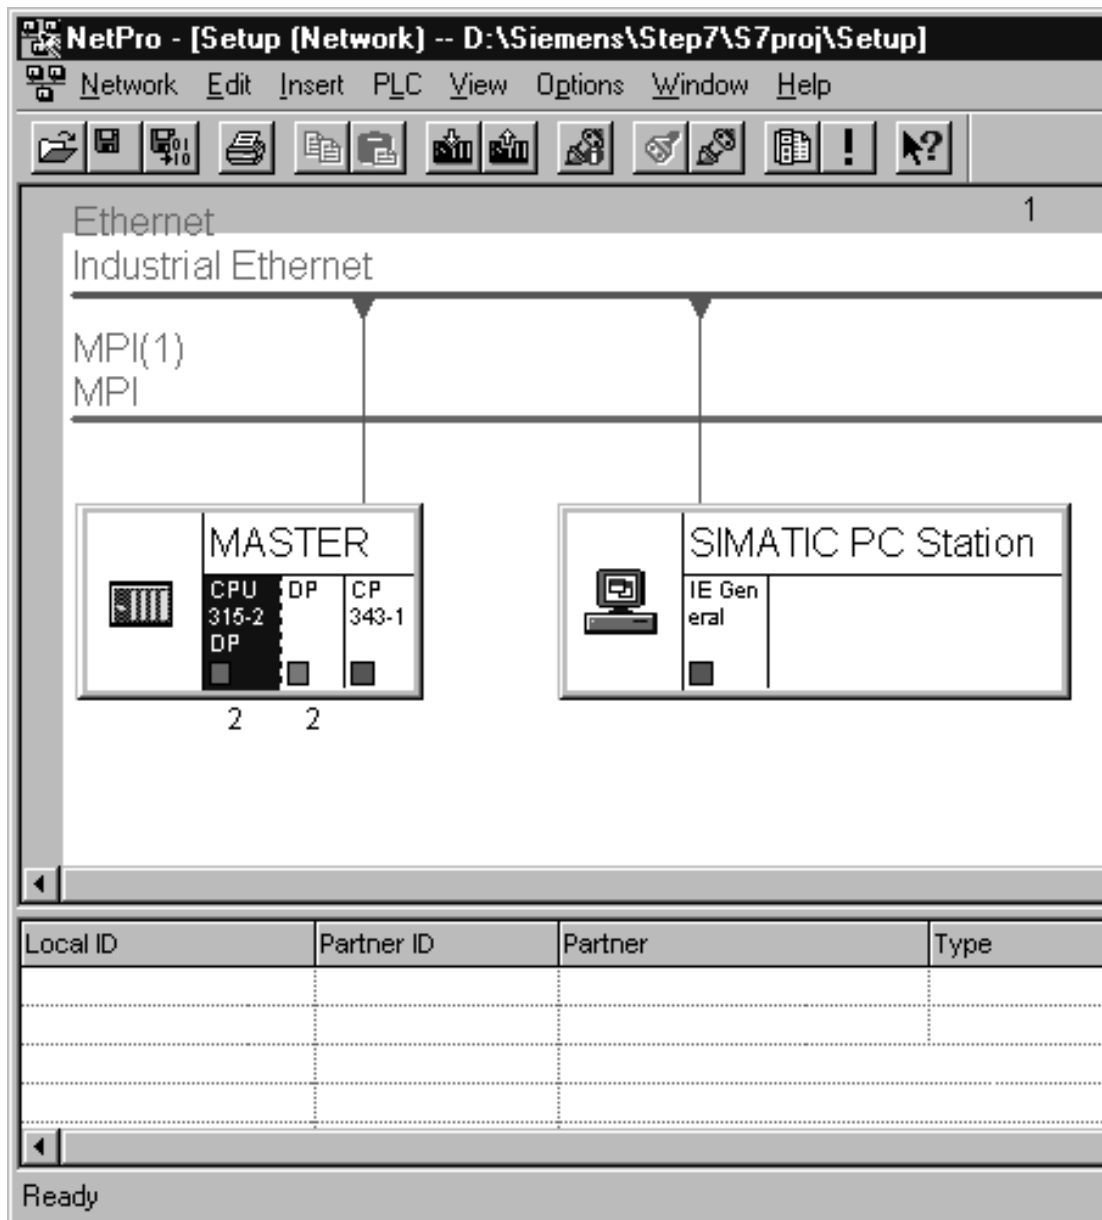 NetPro - [Setup (Network) -- D:\Siemens\Step7\S7proj\Setup]
Network Edit Insert PLC View Options Window Help
1
Ethernet
Industrial Ethernet
MPI(1)
MPI
MASTER
CPU
315-2
DP
DP
CP
343-1
2
2
SIMATIC PC Station
IE Gen
eral
Local ID Partner ID Partner Type
Ready